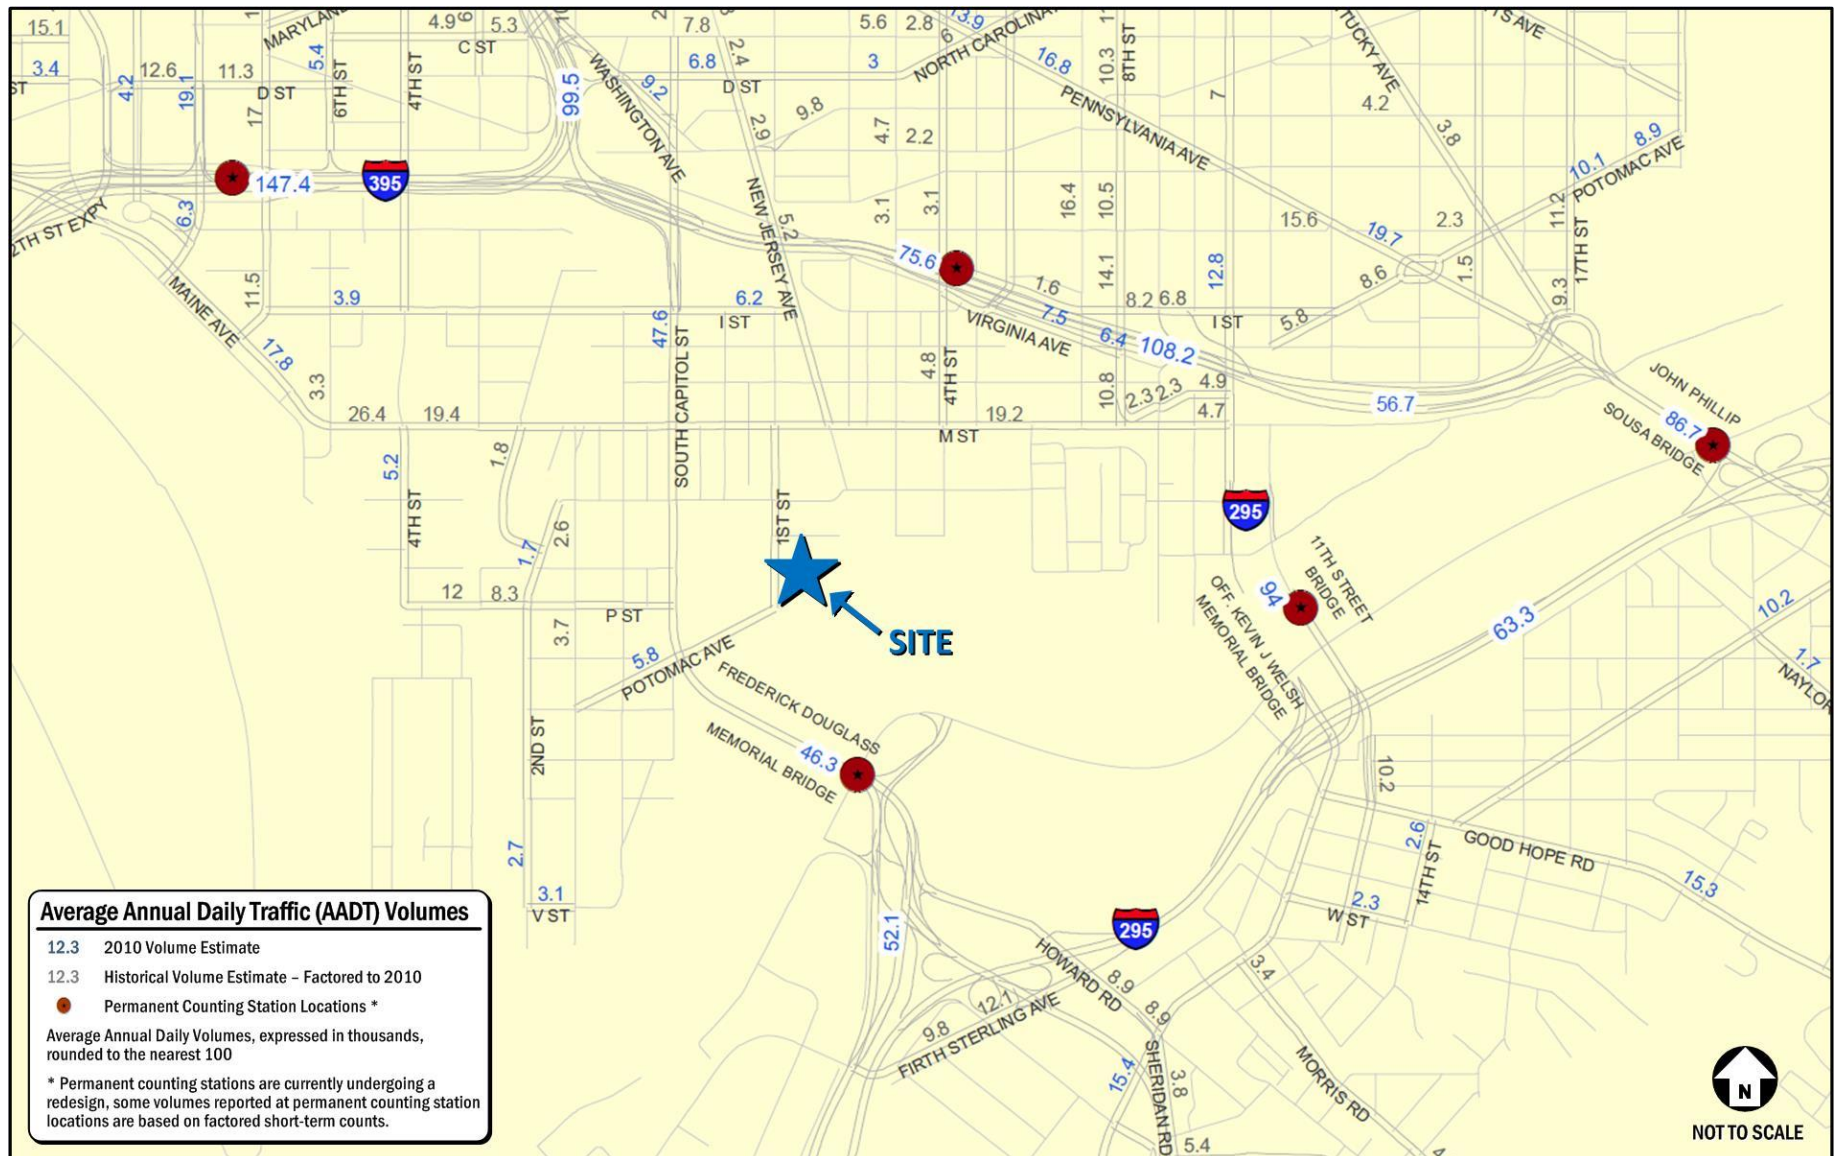 15.1
3.4
ST
4.2
12.6
19.1
11.3
D ST
17
MARYLAND
5.4
6TH ST
4.9
6
5.3
C ST
4TH ST
99.5
WASHINGTON AVE
9.2
7.8
6.8
2.4
D ST
2.9
9.8
5.6
2.8
3
6
13.9
NORTH CAROLINA
4.7
2.2
16.8
PENNSYLVANIA AVE
10.3
8TH ST
7
TUCKY AVE
4.2
3.8
TS AVE
8.9
10.1
POTOMAC AVE
147.4
395
6.3
2TH ST EXPY
MAINE AVE
11.5
3.9
17.8
NEW JERSEY AVE
5.2
6.2
I ST
47.6
SOUTH CAPITOL ST
3.1
3.1
75.6
16.4
10.5
14.1
1.6
7.5
VIRGINIA AVE
6.4
108.2
8.2
6.8
12.8
I ST
5.8
8.6
15.6
19.7
2.3
1.5
11.2
17TH ST
9.3
56.7
JOHN PHILLIP
SOUSA BRIDGE
86.7
3.3
26.4
19.4
4.8
4TH ST
19.2
M ST
10.8
2.3
2.3
4.9
4.7
5.2
4TH ST
1.8
1.7
2.6
12
8.3
P ST
3.7
1ST ST
SITE
5.8
POTOMAC AVE
FREDERICK DOUGLASS
MEMORIAL BRIDGE
46.3
295
11TH STREET
BRIDGE
94
OFF. KEVIN J WELSH
MEMORIAL BRIDGE
63.3
10.2
1.7
NAYLOR
2ND ST
2.7
3.1
V ST
52.1
295
10.2
2.6
14TH ST
GOOD HOPE RD
15.3
2.3
W ST
HOWARD RD
8.9
8.9
12.1
9.8
FIRTH STERLING AVE
3.4
MORRIS RD
15.4
SHERIDAN RD
3.8
5.4
4
Average Annual Daily Traffic (AADT) Volumes
12.3 2010 Volume Estimate
12.3 Historical Volume Estimate – Factored to 2010
Permanent Counting Station Locations *
Average Annual Daily Volumes, expressed in thousands,
rounded to the nearest 100
* Permanent counting stations are currently undergoing a
redesign, some volumes reported at permanent counting station
locations are based on factored short-term counts.
N
NOT TO SCALE